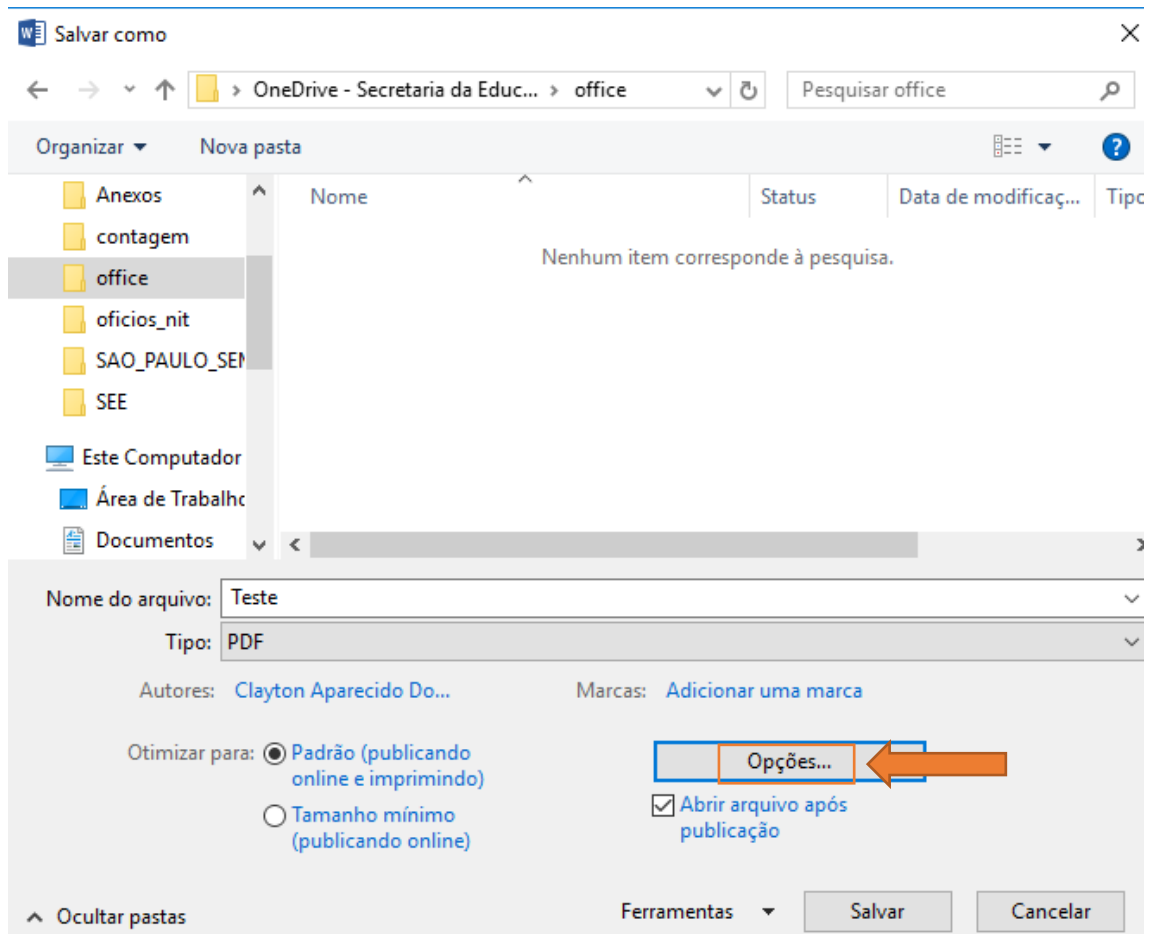 Salvar como
OneDrive - Secretaria da Educ... › office
Pesquisar office
Organizar
Nova pasta
Nome
Status
Data de modificaç...
Tipo
Anexos
contagem
office
oficios_nit
SAO_PAULO_SEM
SEE
Este Computador
Área de Trabalho
Documentos
Nenhum item corresponde à pesquisa.
Nome do arquivo: Teste
Tipo: PDF
Autores: Clayton Aparecido Do...
Marcas: Adicionar uma marca
Otimizar para: Padrão (publicando
online e imprimindo)
Tamanho mínimo
(publicando online)
Opções...
Abrir arquivo após
publicação
Ocultar pastas
Ferramentas
Salvar
Cancelar